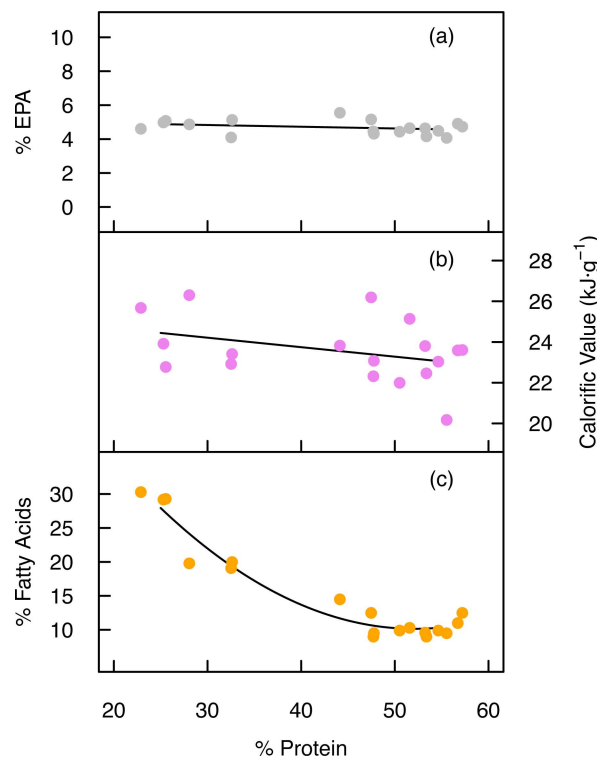 (a)
10
8
6
4
2
0
% EPA
(b)
28
26
24
22
20
Calorific Value (kJ·g⁻¹)
(c)
30
25
20
15
10
% Fatty Acids
20 30 40 50 60
% Protein